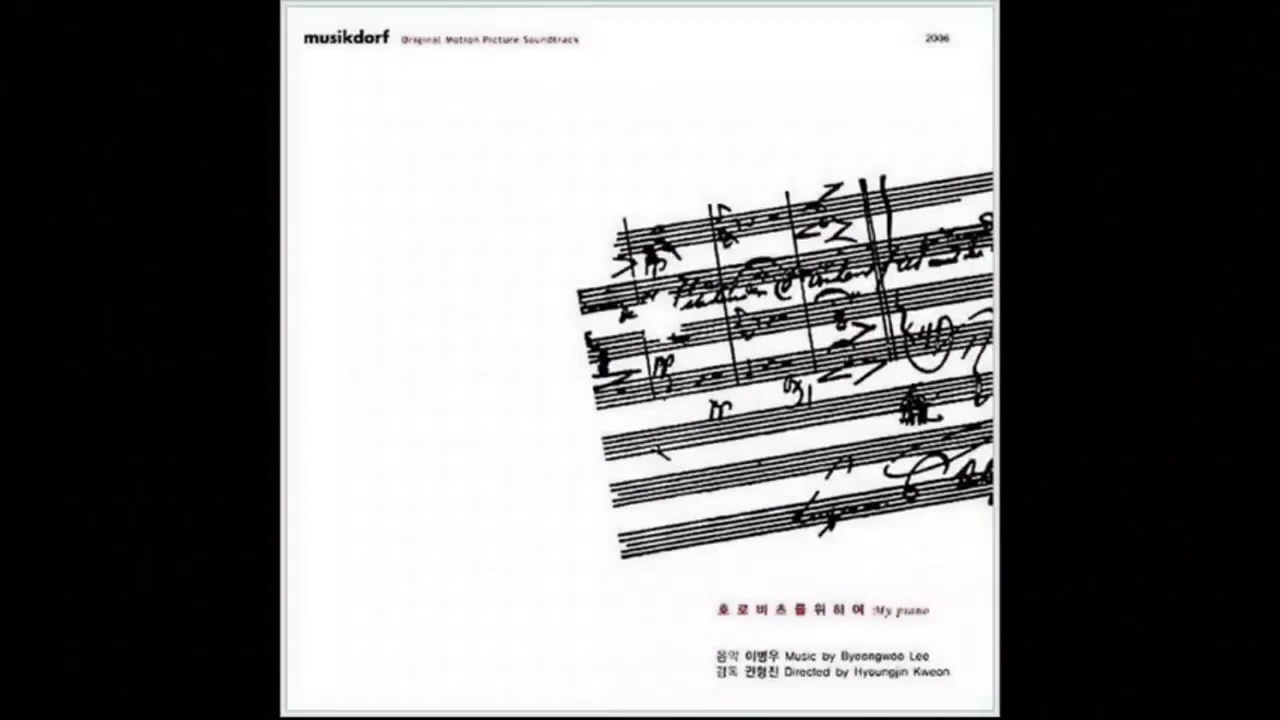 musikdorf Original Motion Picture Soundtrack
2006
호로비츠를위하여 My piano
음악 이병우 Music by Byeongwoo Lee
감독 권형진 Directed by Hyoungjin Kweon